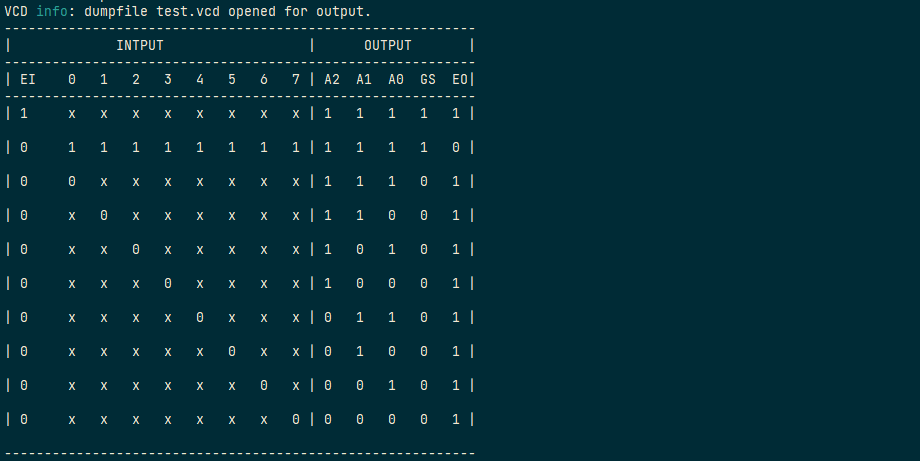 VCD info: dumpfile test.vcd opened for output.
-----------------------------------------------------------
|             INTPUT                  |      OUTPUT       |
-----------------------------------------------------------
| EI    0   1   2   3   4   5   6   7 | A2  A1  A0  GS  EO|
-----------------------------------------------------------
| 1     x   x   x   x   x   x   x   x | 1   1   1   1   1 |
| 0     1   1   1   1   1   1   1   1 | 1   1   1   1   0 |
| 0     0   x   x   x   x   x   x   x | 1   1   1   0   1 |
| 0     x   0   x   x   x   x   x   x | 1   1   0   0   1 |
| 0     x   x   0   x   x   x   x   x | 1   0   1   0   1 |
| 0     x   x   x   0   x   x   x   x | 1   0   0   0   1 |
| 0     x   x   x   x   0   x   x   x | 0   1   1   0   1 |
| 0     x   x   x   x   x   0   x   x | 0   1   0   0   1 |
| 0     x   x   x   x   x   x   0   x | 0   0   1   0   1 |
| 0     x   x   x   x   x   x   x   0 | 0   0   0   0   1 |
-----------------------------------------------------------